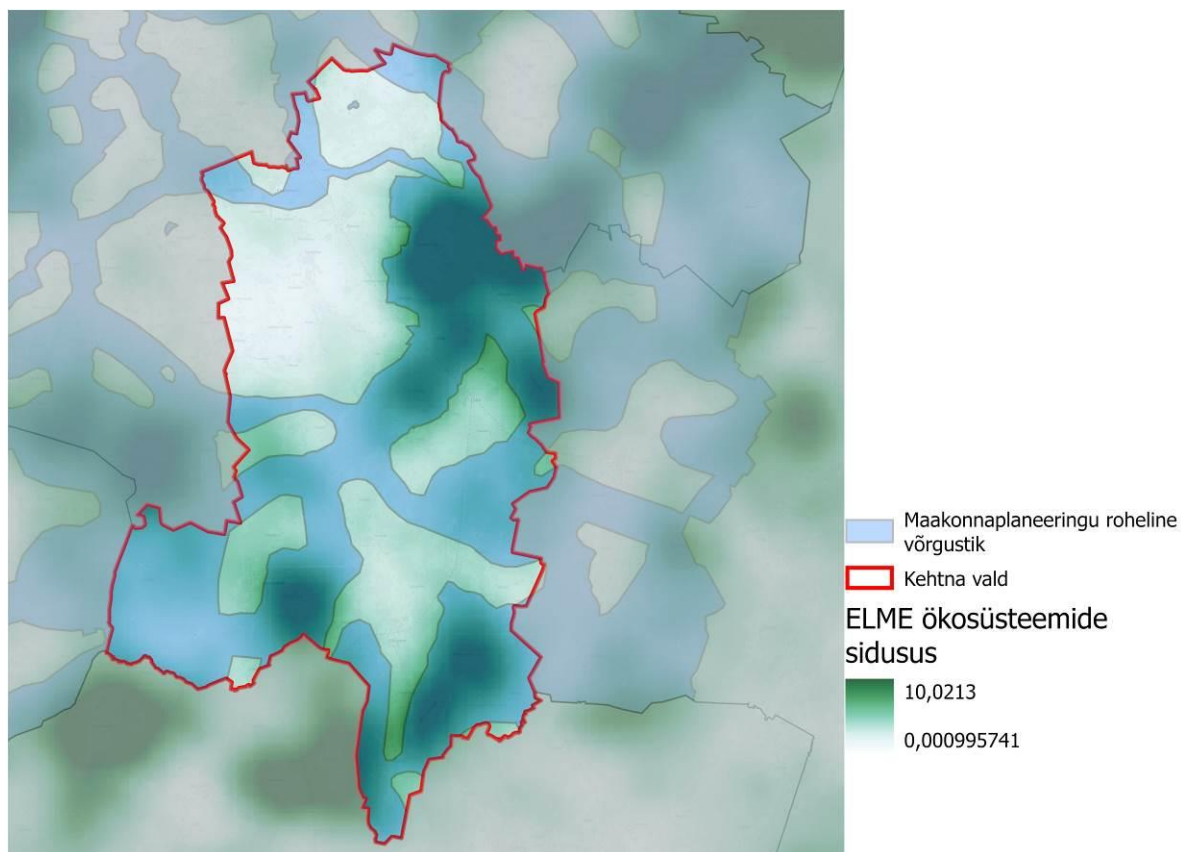 Maakonnaplaneeringu roheline
võrgustik
Kehtna vald
ELME ökosüsteemide
sidusus
10,0213
0,000995741